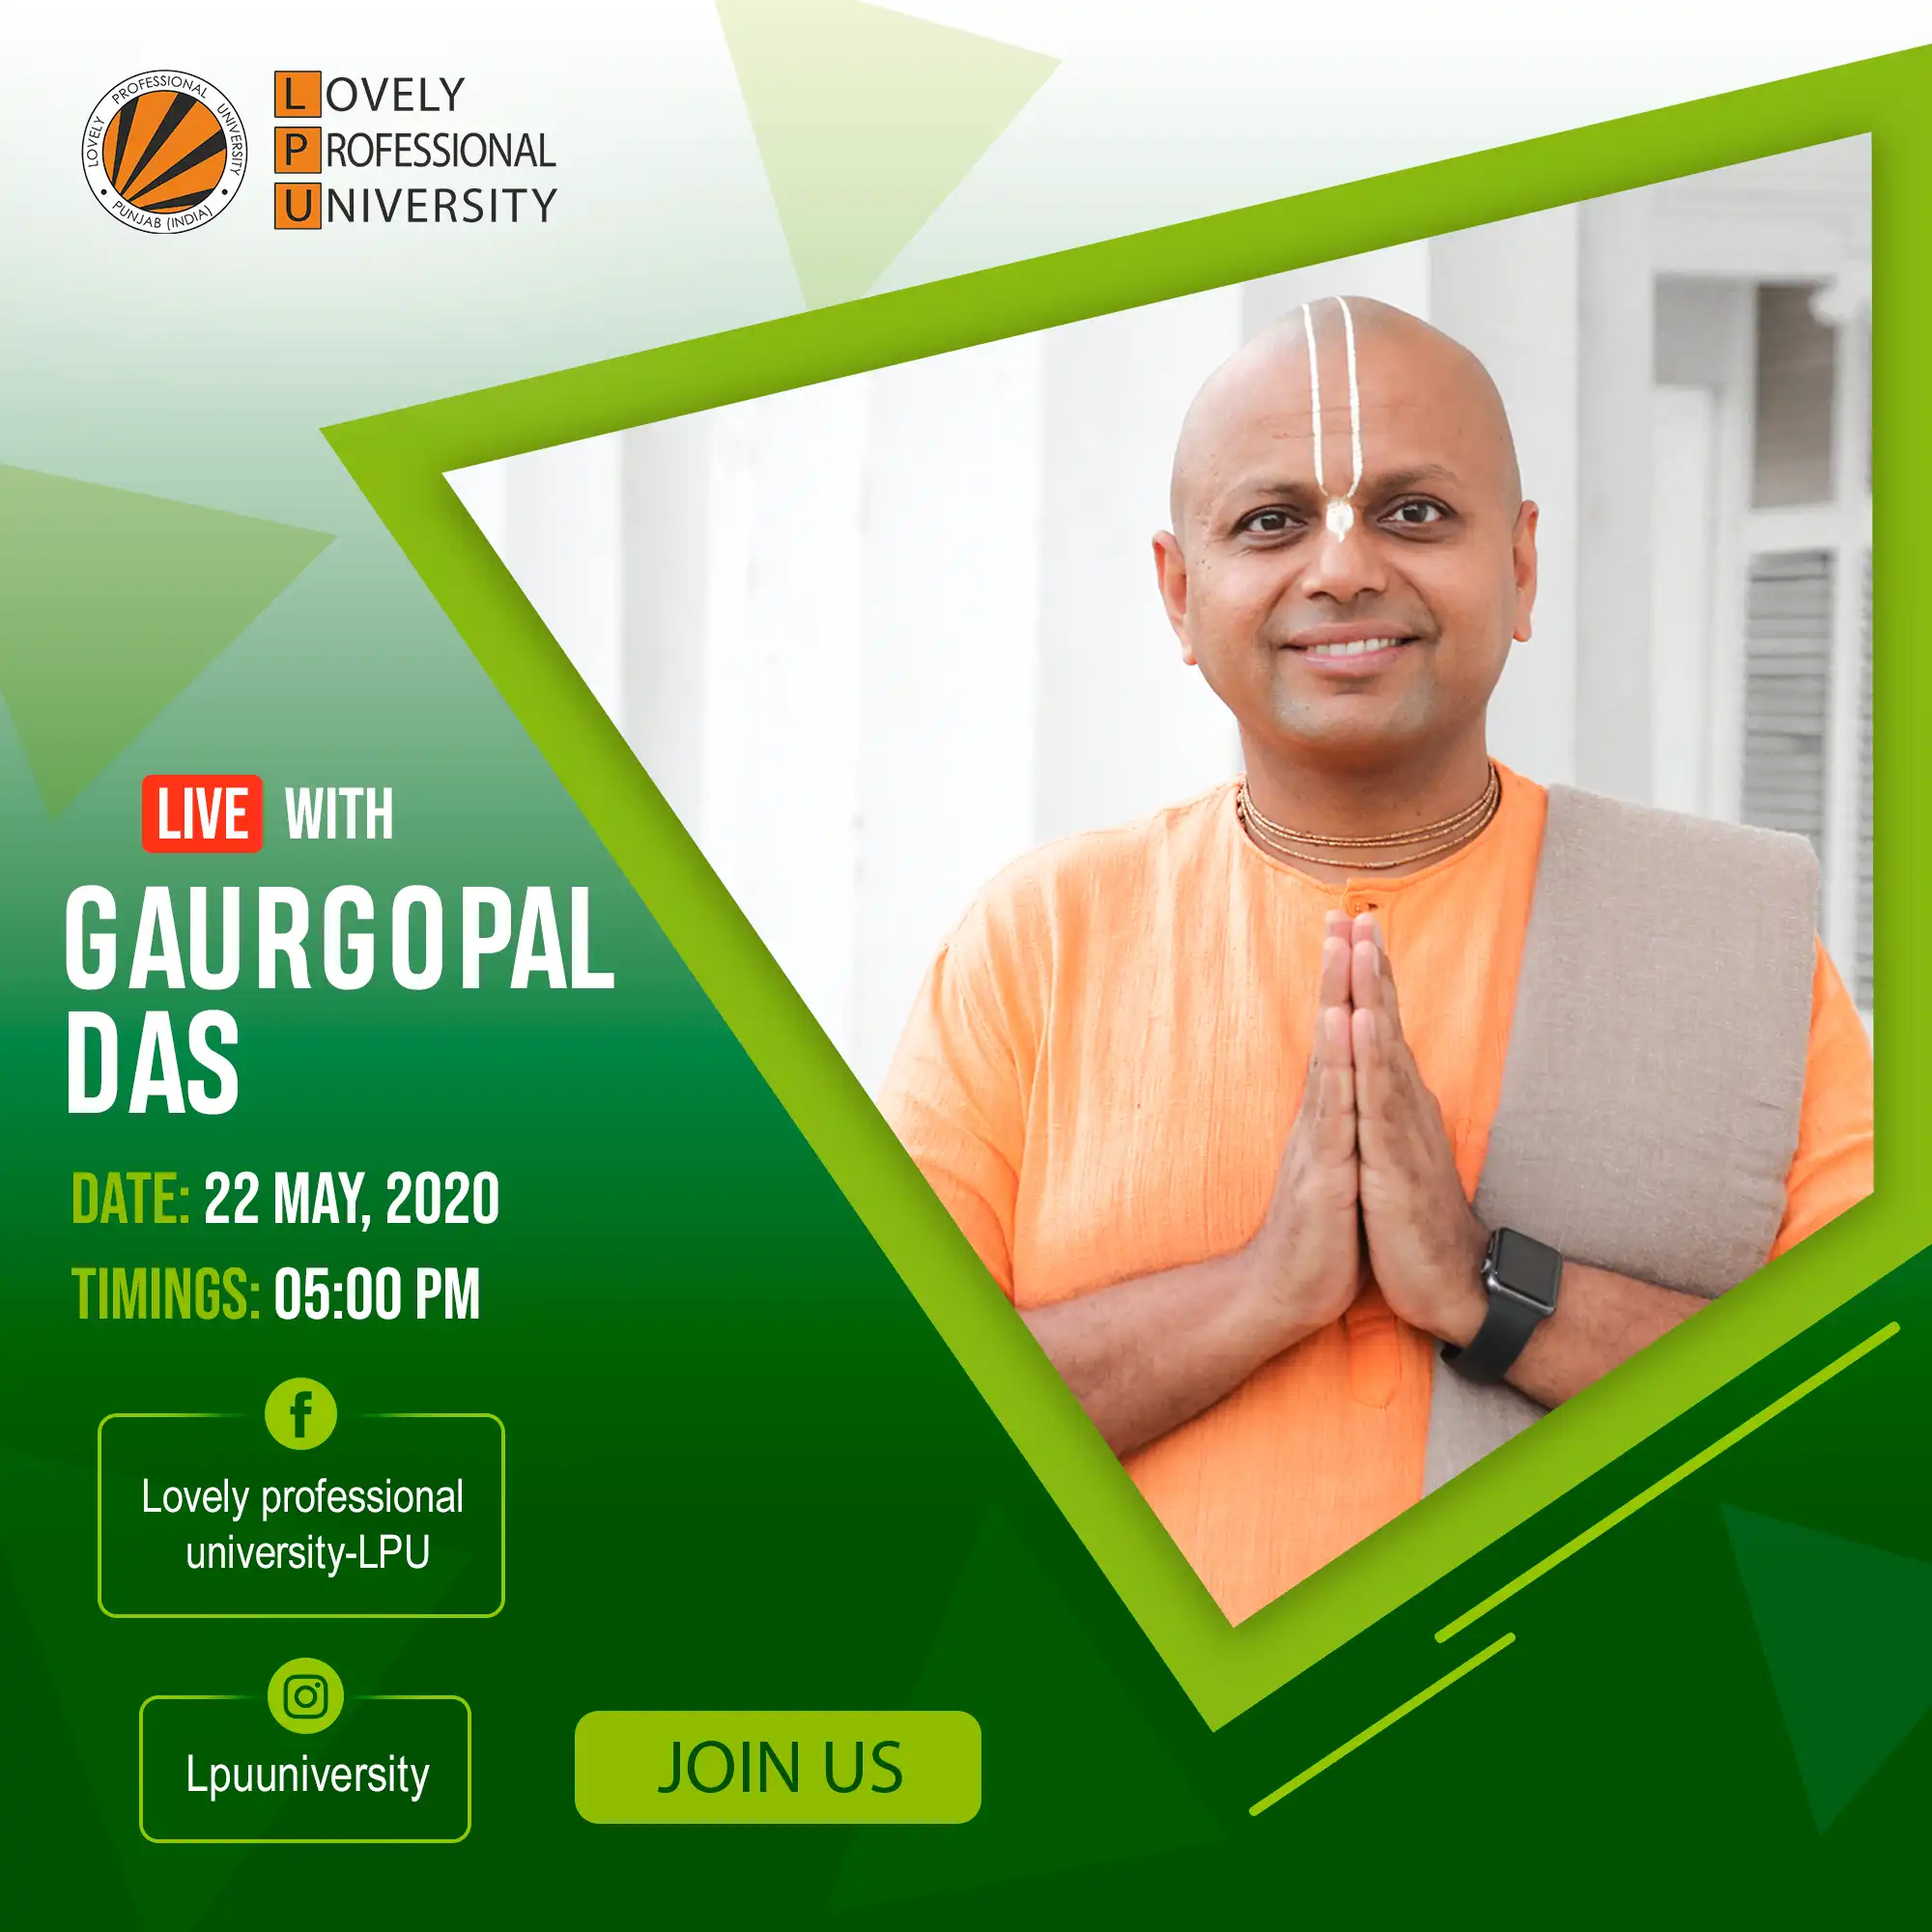 LOVELY PROFESSIONAL UNIVERSITY
PUNJAB (INDIA)
LOVELY
PROFESSIONAL
UNIVERSITY
LIVE WITH
GAURGOPAL
DAS
DATE: 22 MAY, 2020
TIMINGS: 05:00 PM
f
Lovely professional
university-LPU
Lpuuniversity
JOIN US